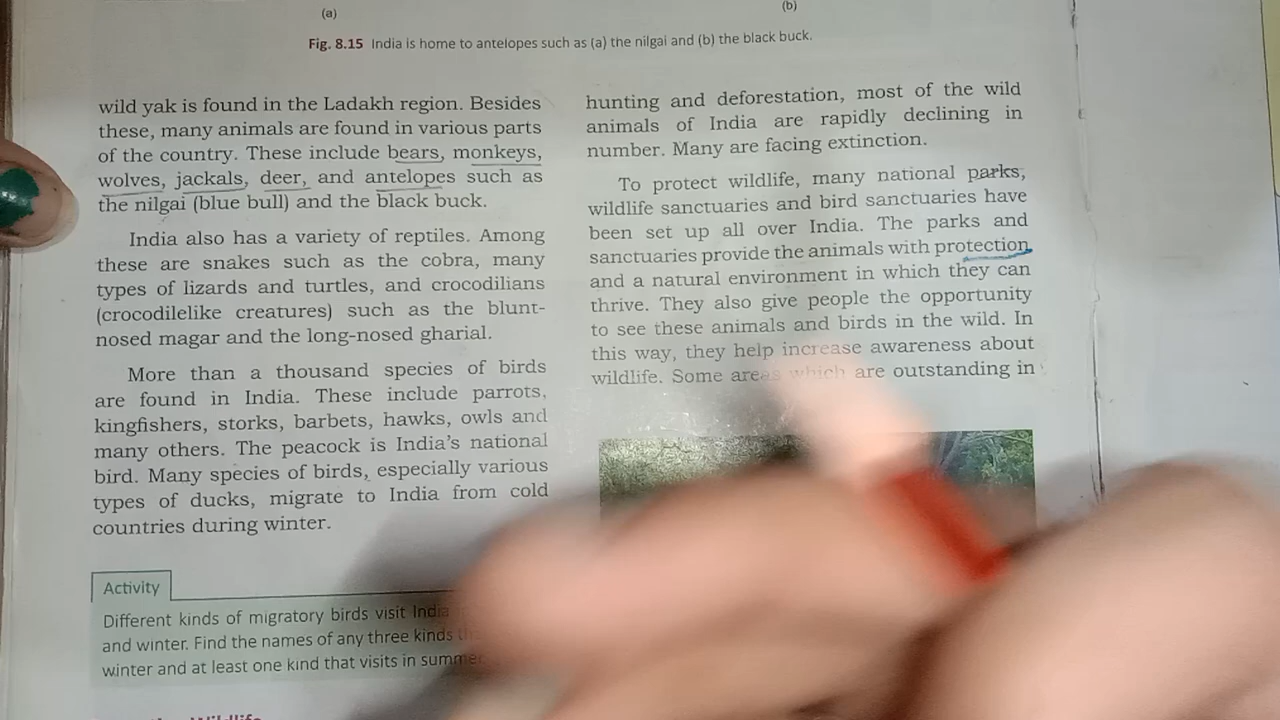 (a)
(b)
Fig. 8.15 India is home to antelopes such as (a) the nilgai and (b) the black buck.
wild yak is found in the Ladakh region. Besides
these, many animals are found in various parts
of the country. These include bears, monkeys,
wolves, jackals, deer, and antelopes such as
the nilgai (blue bull) and the black buck.
India also has a variety of reptiles. Among
these are snakes such as the cobra, many
types of lizards and turtles, and crocodilians
(crocodilelike creatures) such as the blunt-
nosed magar and the long-nosed gharial.
More than a thousand species of birds
are found in India. These include parrots,
kingfishers, storks, barbets, hawks, owls and
many others. The peacock is India's national
bird. Many species of birds, especially various
types of ducks, migrate to India from cold
countries during winter.
Activity
Different kinds of migratory birds visit India
and winter. Find the names of any three kinds
winter and at least one kind that visits in summer
hunting and deforestation, most of the wild
animals of India are rapidly declining in
number. Many are facing extinction.
To protect wildlife, many national parks,
wildlife sanctuaries and bird sanctuaries have
been set up all over India. The parks and
sanctuaries provide the animals with protection
and a natural environment in which they can
thrive. They also give people the opportunity
to see these animals and birds in the wild. In
this way, they help increase awareness about
wildlife. Some areas which are outstanding in